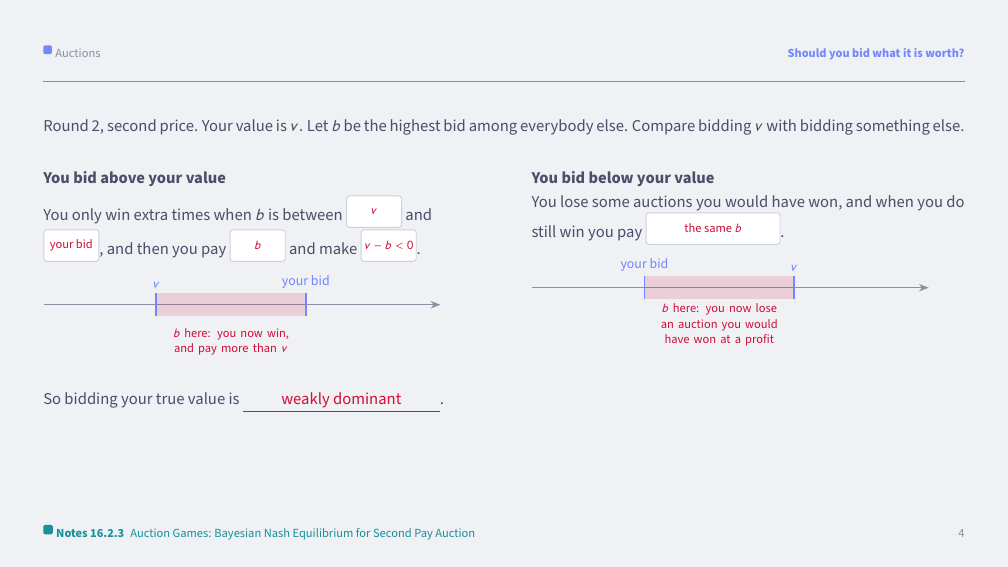 Auctions
Should you bid what it is worth?
Round 2, second price. Your value is v. Let b be the highest bid among everybody else. Compare bidding v with bidding something else.
You bid above your value
You only win extra times when b is between v and
your bid, and then you pay b and make v − b < 0.
v
your bid
b here: you now win,
and pay more than v
You bid below your value
You lose some auctions you would have won, and when you do
still win you pay the same b.
your bid
v
b here: you now lose
an auction you would
have won at a profit
So bidding your true value is weakly dominant.
Notes 16.2.3 Auction Games: Bayesian Nash Equilibrium for Second Pay Auction
4